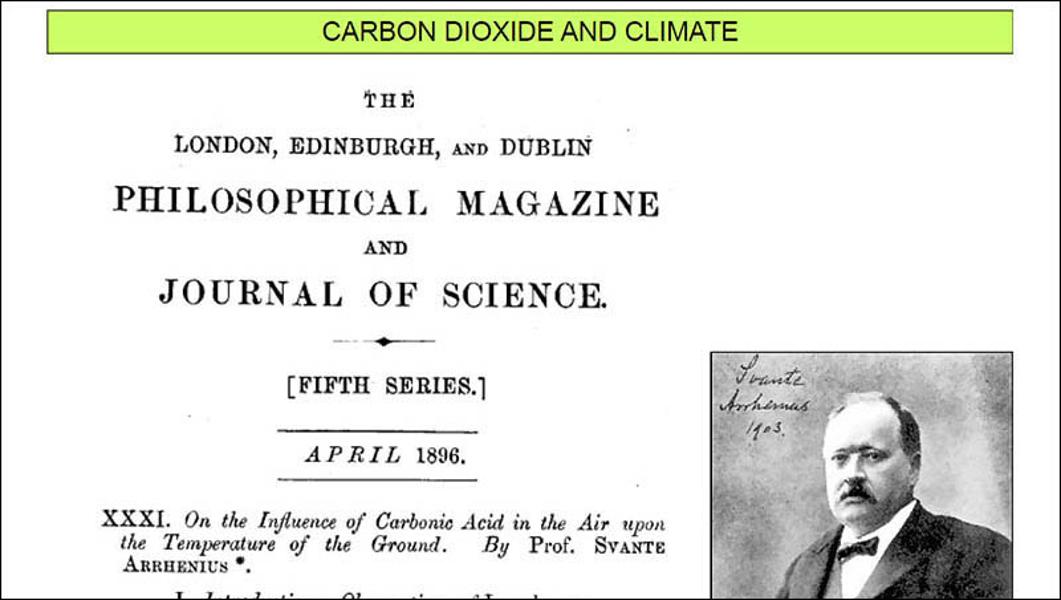 CARBON DIOXIDE AND CLIMATE
THE
LONDON, EDINBURGH, AND DUBLIN
PHILOSOPHICAL MAGAZINE
AND
JOURNAL OF SCIENCE.
[FIFTH SERIES.]
APRIL 1896.
XXXI. On the Influence of Carbonic Acid in the Air upon
the Temperature of the Ground. By Prof. SVANTE
ARRHENIUS *.
Svante
Arrhenius
1903.